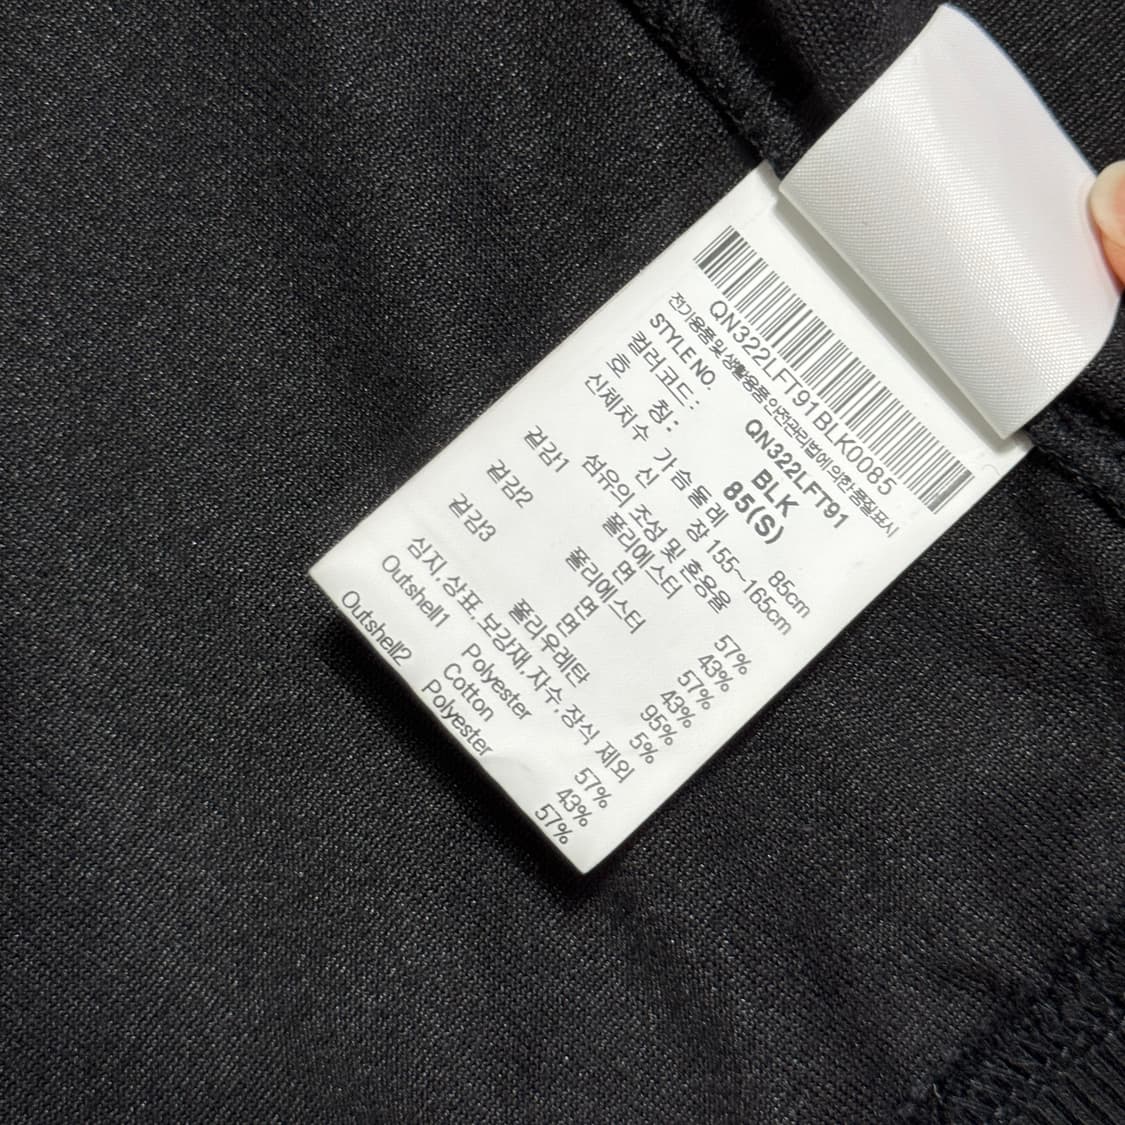 QN322LFT91BLK0085
전기용품 및 생활용품 안전관리법에 의한 품질표시
STYLE NO. QN322LFT91
컬러코드: BLK
호 칭: 85(S)
신체치수 가슴둘레 85cm
신 장 155~165cm
섬유의 조성 및 혼용율
겉감1 폴리에스터 57%
면 43%
겉감2 폴리에스터 57%
면 43%
겉감3 면 95%
폴리우레탄 5%
심지, 상표, 보강재, 자수, 장식 제외
Outshell1 Polyester 57%
Cotton 43%
Outshell2 Polyester 57%